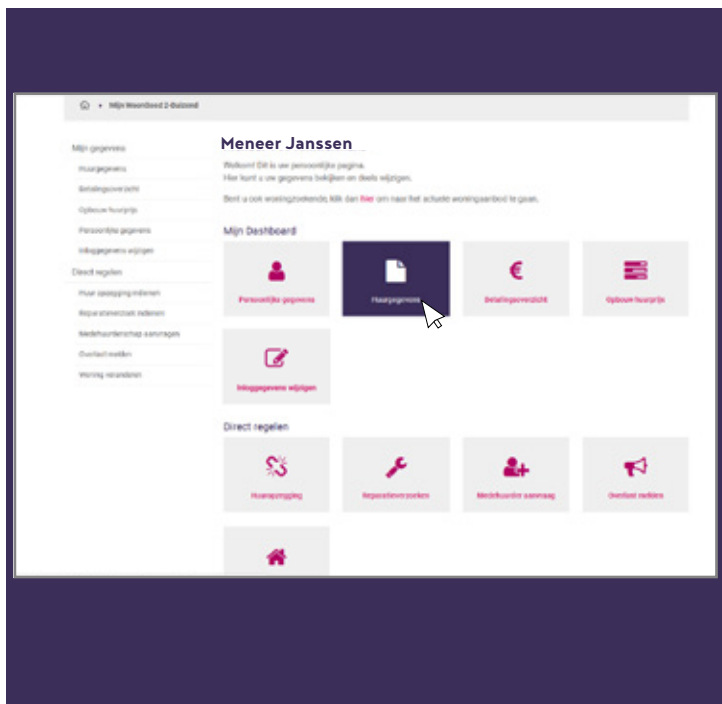 Mijn Woongoed 2-Duizend
Mijn gegevens
Huurgegevens
Betalingsoverzicht
Opbouw huurprijs
Persoonlijke gegevens
Inloggegevens wijzigen
Direct regelen
Huur opzegging indienen
Reparatieverzoek indienen
Medehuurderschap aanvragen
Overlast melden
Woning veranderen
Meneer Janssen
Welkom! Dit is uw persoonlijke pagina.
Hier kunt u uw gegevens bekijken en deels wijzigen.
Bent u ook woningzoekende, klik dan hier om naar het actuele woningaanbod te gaan.
Mijn Dashboard
Persoonlijke gegevens
Huurgegevens
Betalingsoverzicht
Opbouw huurprijs
Inloggegevens wijzigen
Direct regelen
Huuropzegging
Reparatieverzoeken
Medehuurder aanvraag
Overlast melden